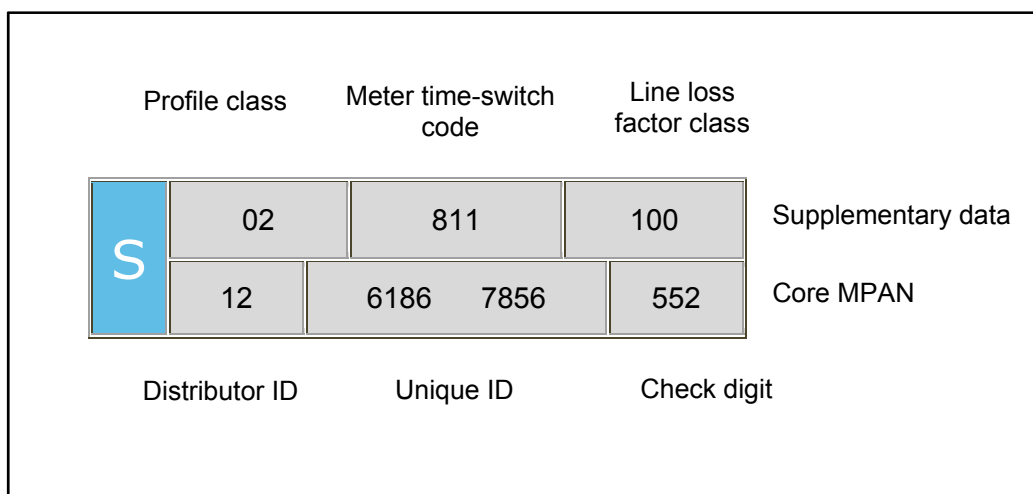 Profile class
Meter time-switch
code
Line loss
factor class
S
02 811 100
Supplementary data
12 6186 7856 552
Core MPAN
Distributor ID Unique ID Check digit